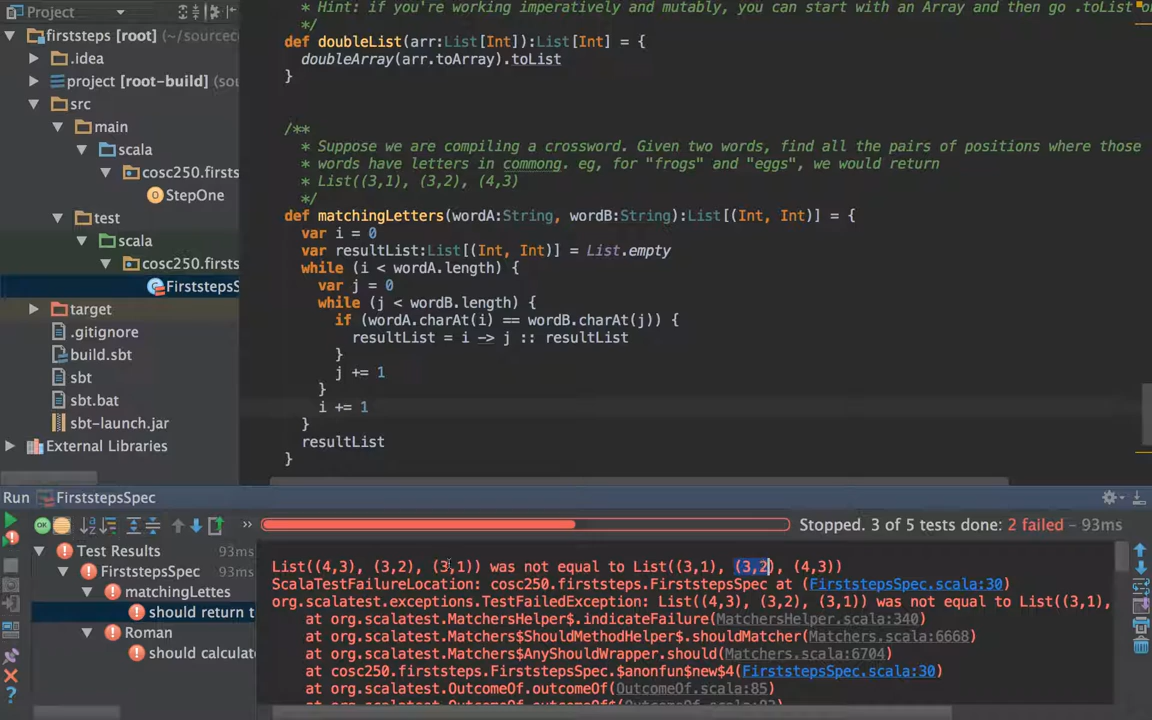 Project
firststeps [root] (~/sourcec
.idea
project [root-build] (sou
src
main
scala
cosc250.firsts
StepOne
test
scala
cosc250.firsts
FirststepsS
target
.gitignore
build.sbt
sbt
sbt.bat
sbt-launch.jar
External Libraries
* Hint: if you're working imperatively and mutably, you can start with an Array and then go .toList on
*/
def doubleList(arr:List[Int]):List[Int] = {
doubleArray(arr.toArray).toList
}
/**
* Suppose we are compiling a crossword. Given two words, find all the pairs of positions where those
* words have letters in commong. eg, for "frogs" and "eggs", we would return
* List((3,1), (3,2), (4,3)
*/
def matchingLetters(wordA:String, wordB:String):List[(Int, Int)] = {
var i = 0
var resultList:List[(Int, Int)] = List.empty
while (i < wordA.length) {
var j = 0
while (j < wordB.length) {
if (wordA.charAt(i) == wordB.charAt(j)) {
resultList = i -> j :: resultList
}
j += 1
}
i += 1
}
resultList
}
Run FirststepsSpec
Stopped. 3 of 5 tests done: 2 failed – 93ms
Test Results 93ms
FirststepsSpec 93ms
matchingLettes
should return t
Roman
should calculate
List((4,3), (3,2), (3,1)) was not equal to List((3,1), (3,2), (4,3))
ScalaTestFailureLocation: cosc250.firststeps.FirststepsSpec at (FirststepsSpec.scala:30)
org.scalatest.exceptions.TestFailedException: List((4,3), (3,2), (3,1)) was not equal to List((3,1),
at org.scalatest.MatchersHelper$.indicateFailure(MatchersHelper.scala:340)
at org.scalatest.Matchers$ShouldMethodHelper$.shouldMatcher(Matchers.scala:6668)
at org.scalatest.Matchers$AnyShouldWrapper.should(Matchers.scala:6704)
at cosc250.firststeps.FirststepsSpec.$anonfun$new$4(FirststepsSpec.scala:30)
at org.scalatest.OutcomeOf.outcomeOf(OutcomeOf.scala:85)